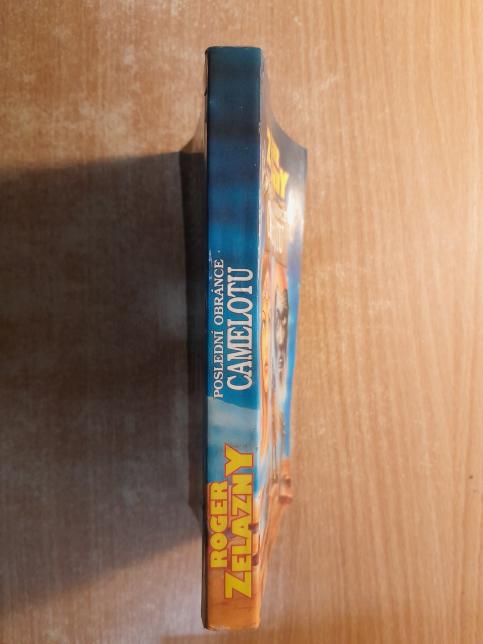 ROGER
ZELAZNY
POSLEDNÍ OBRÁNCE
CAMELOTU